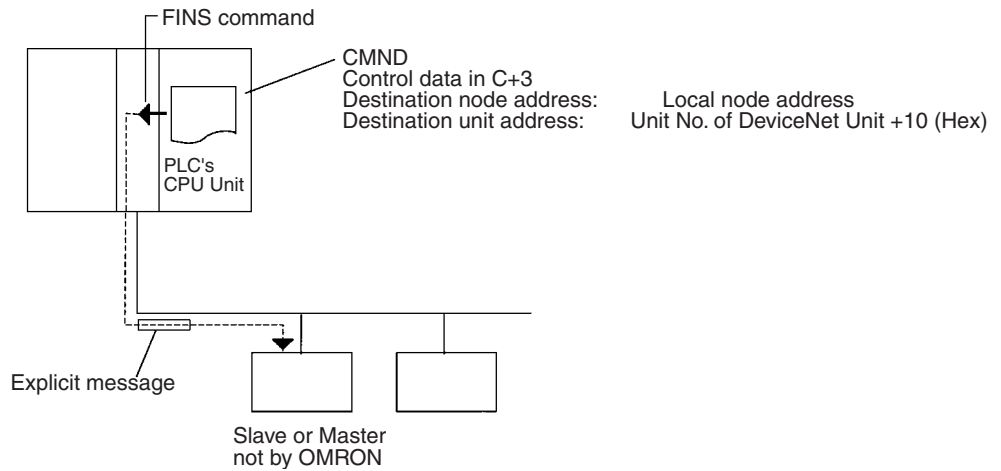 FINS command
CMND
Control data in C+3
Destination node address: Local node address
Destination unit address: Unit No. of DeviceNet Unit +10 (Hex)
PLC's
CPU Unit
Explicit message
Slave or Master
not by OMRON